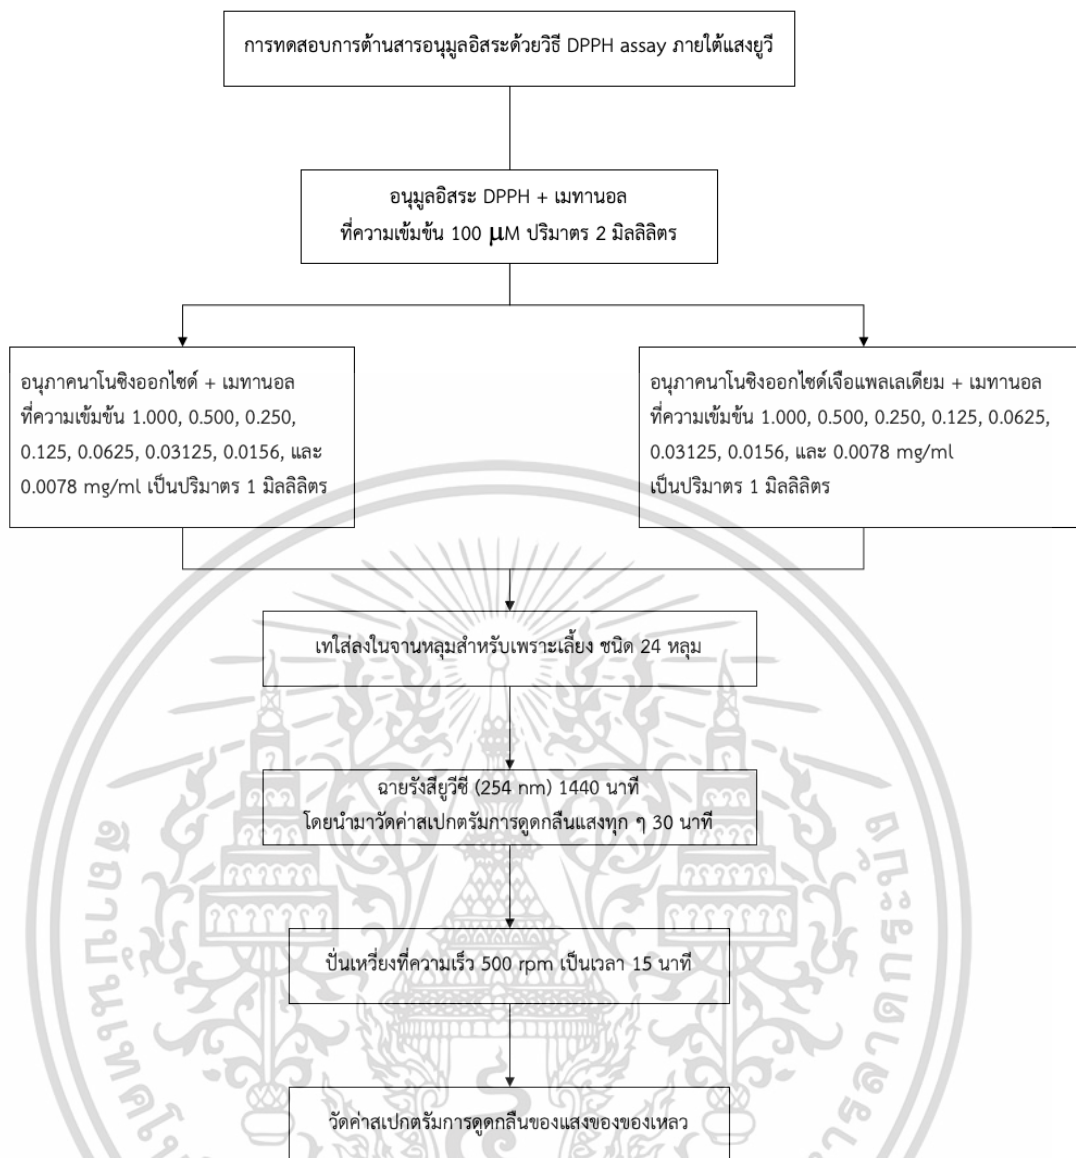 การทดสอบการต้านสารอนุมูลอิสระด้วยวิธี DPPH assay ภายใต้แสงยูวี
อนุมูลอิสระ DPPH + เมทานอล
ที่ความเข้มข้น 100 μM ปริมาตร 2 มิลลิลิตร
อนุภาคนาโนซิงออกไซด์ + เมทานอล
ที่ความเข้มข้น 1.000, 0.500, 0.250,
0.125, 0.0625, 0.03125, 0.0156, และ
0.0078 mg/ml เป็นปริมาตร 1 มิลลิลิตร
อนุภาคนาโนซิงออกไซด์เจือแพลเลเดียม + เมทานอล
ที่ความเข้มข้น 1.000, 0.500, 0.250, 0.125, 0.0625,
0.03125, 0.0156, และ 0.0078 mg/ml
เป็นปริมาตร 1 มิลลิลิตร
เทใส่ลงในจานหลุมสำหรับเพราะเลี้ยง ชนิด 24 หลุม
ฉายรังสียูวีซี (254 nm) 1440 นาที
โดยนำมาวัดค่าสเปกตรัมการดูดกลืนแสงทุก ๆ 30 นาที
ปั่นเหวี่ยงที่ความเร็ว 500 rpm เป็นเวลา 15 นาที
วัดค่าสเปกตรัมการดูดกลืนของแสงของของเหลว